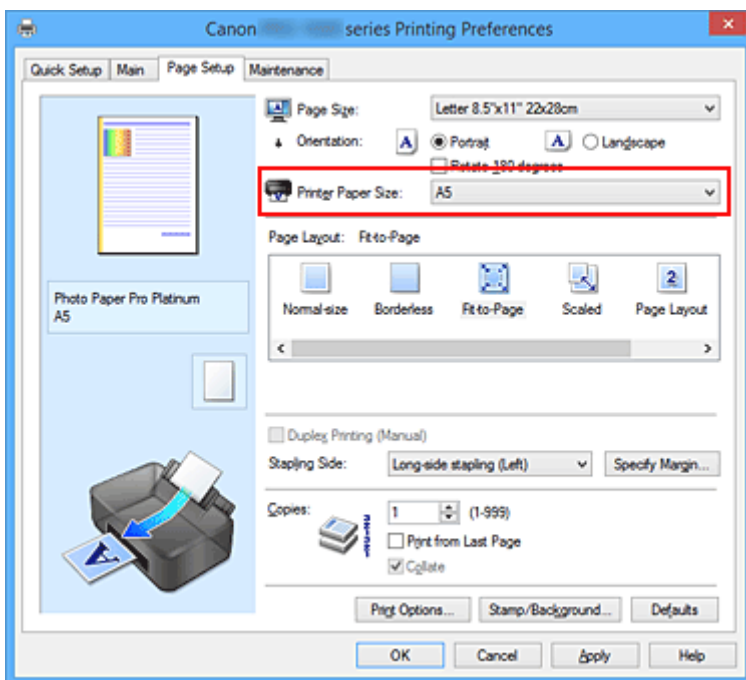 Canon series Printing Preferences
Quick Setup Main Page Setup Maintenance
Page Size: Letter 8.5"x11" 22x28cm
Orientation: A Portrait A Landscape
Rotate 180 degrees
Printer Paper Size: A5
Page Layout: Fit-to-Page
Normal-size Borderless Fit-to-Page Scaled 2 Page Layout
Photo Paper Pro Platinum
A5
Duplex Printing (Manual)
Stapling Side: Long-side stapling (Left) Specify Margin...
Copies: 1 (1-999)
Print from Last Page
Collate
Print Options... Stamp/Background... Defaults
OK Cancel Apply Help